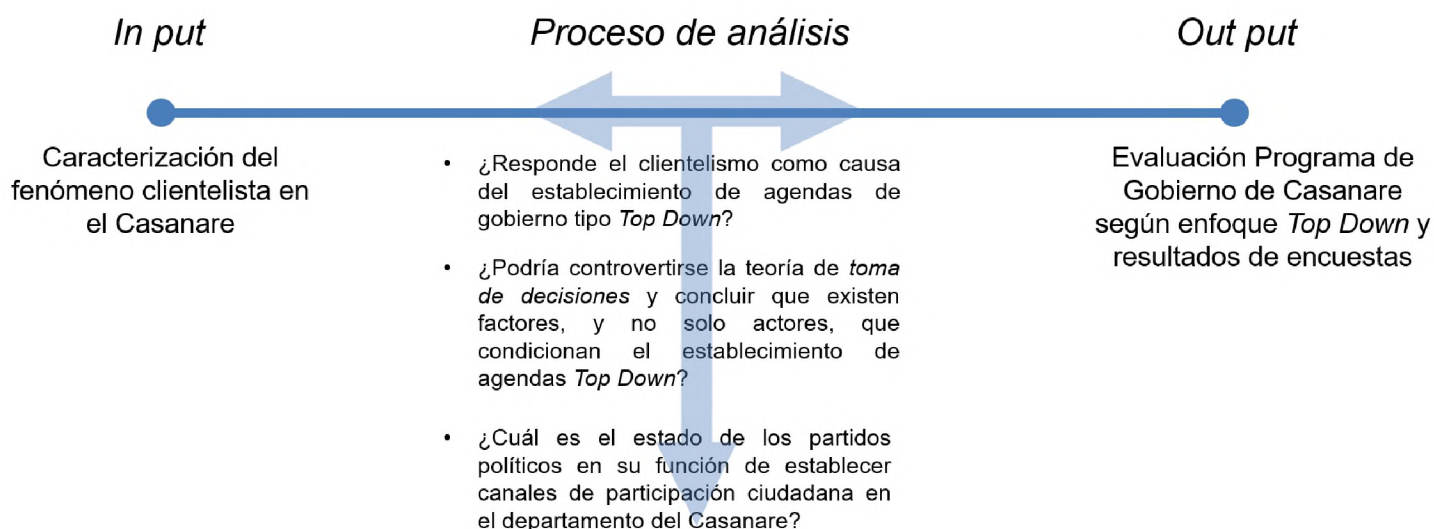 In put
Proceso de análisis
Out put
Caracterización del
fenómeno clientelista en
el Casanare
• ¿Responde el clientelismo como causa
del establecimiento de agendas de
gobierno tipo Top Down?
• ¿Podría controvertirse la teoría de toma
de decisiones y concluir que existen
factores, y no solo actores, que
condicionan el establecimiento de
agendas Top Down?
• ¿Cuál es el estado de los partidos
políticos en su función de establecer
canales de participación ciudadana en
el departamento del Casanare?
Evaluación Programa de
Gobierno de Casanare
según enfoque Top Down y
resultados de encuestas